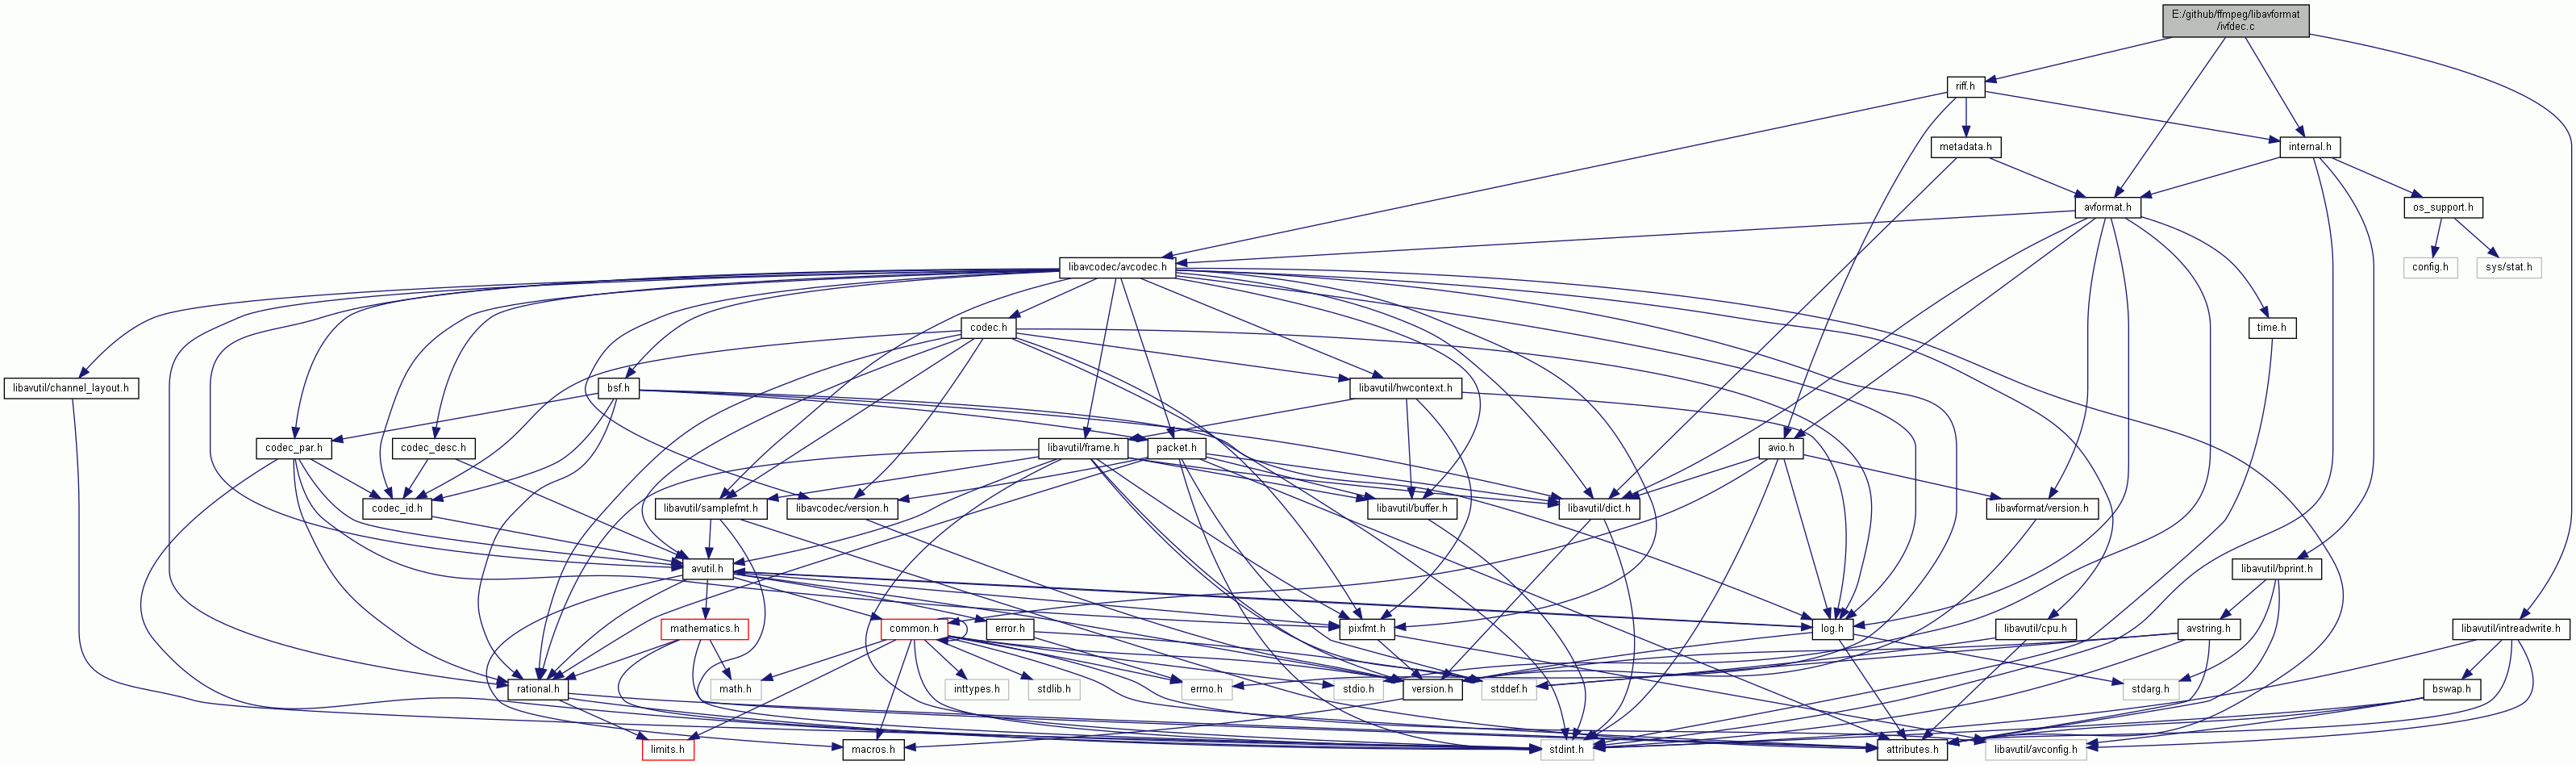 E:/github/ffmpeg/libavformat
/ivfdec.c
riff.h
metadata.h
internal.h
avformat.h
os_support.h
libavcodec/avcodec.h
config.h
sys/stat.h
codec.h
time.h
libavutil/channel_layout.h
bsf.h
libavutil/hwcontext.h
codec_par.h
codec_desc.h
libavutil/frame.h
packet.h
avio.h
codec_id.h
libavutil/samplefmt.h
libavcodec/version.h
libavutil/buffer.h
libavutil/dict.h
libavformat/version.h
avutil.h
libavutil/bprint.h
mathematics.h
common.h
error.h
pixfmt.h
log.h
libavutil/cpu.h
avstring.h
libavutil/intreadwrite.h
rational.h
math.h
inttypes.h
stdlib.h
errno.h
stdio.h
version.h
stddef.h
stdarg.h
bswap.h
limits.h
macros.h
stdint.h
attributes.h
libavutil/avconfig.h